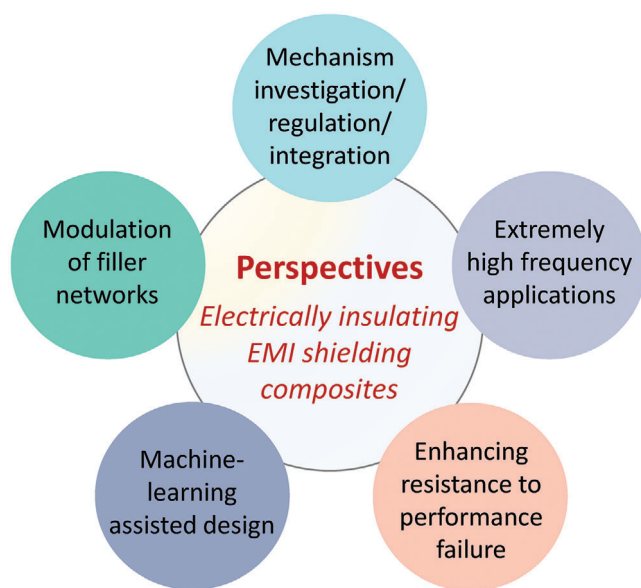 Mechanism
investigation/
regulation/
integration
Modulation
of filler
networks
Extremely
high frequency
applications
Perspectives
Electrically insulating
EMI shielding
composites
Machine-
learning
assisted design
Enhancing
resistance to
performance
failure